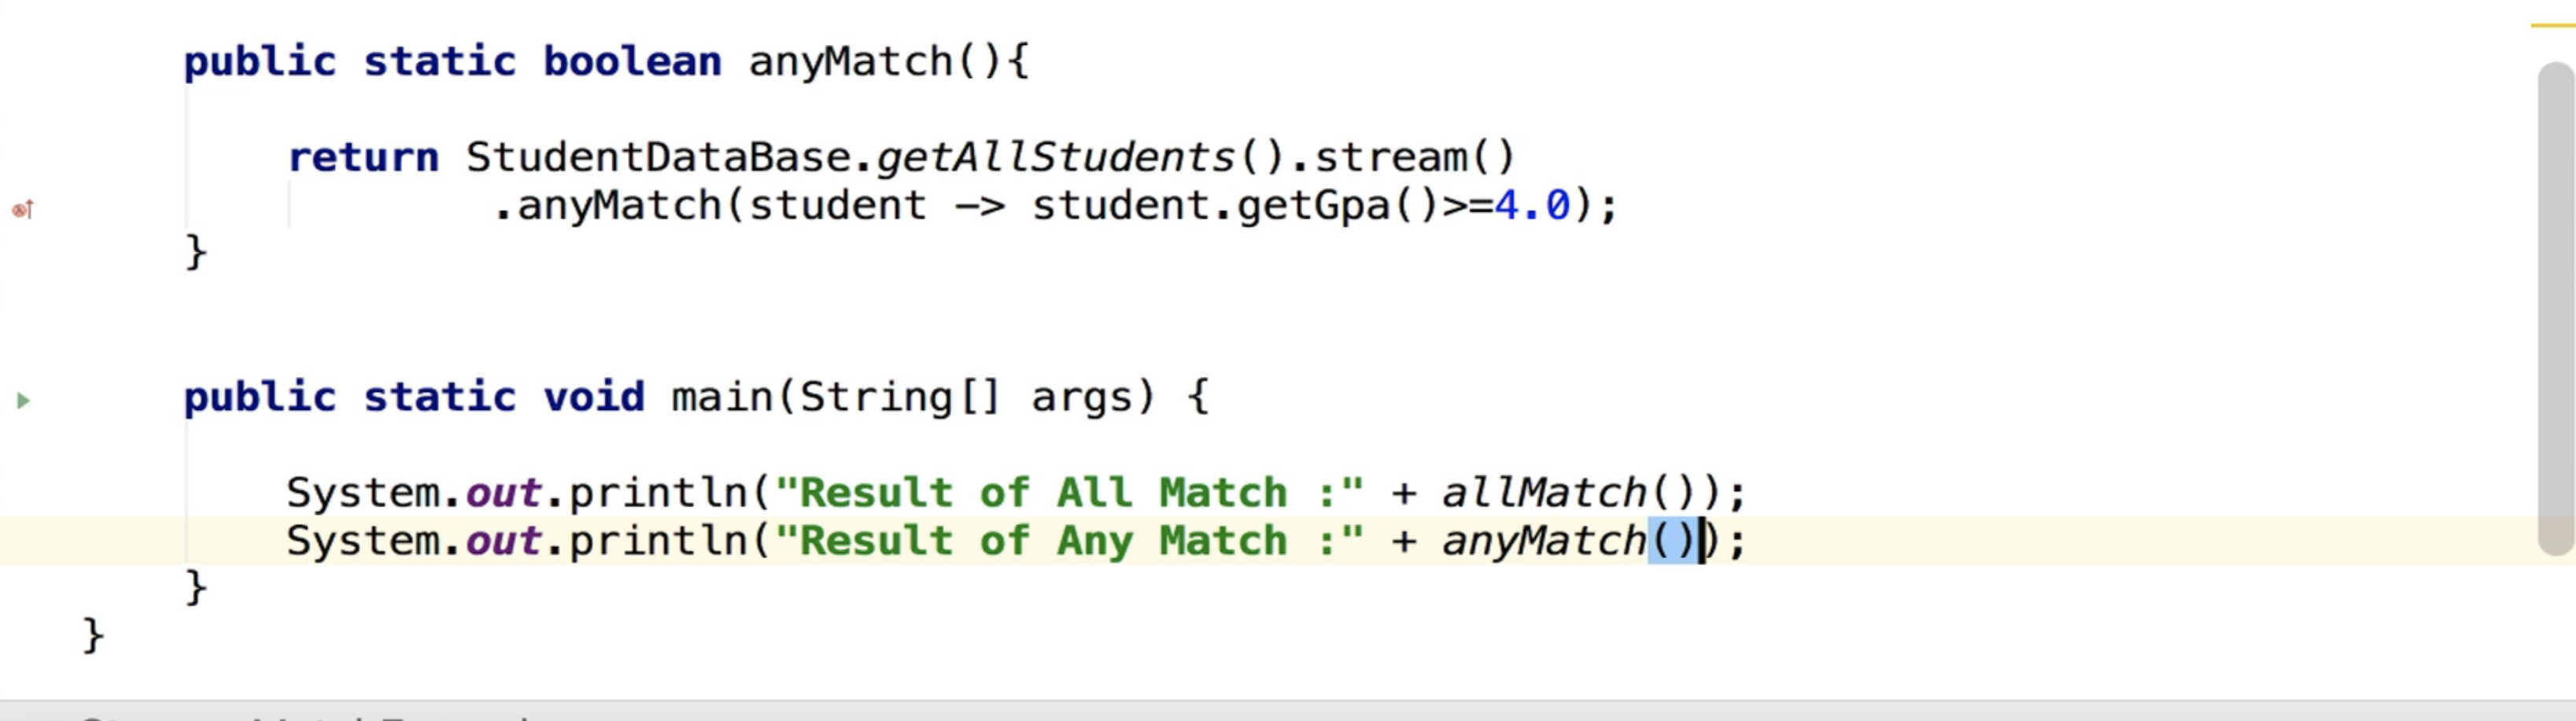 public static boolean anyMatch(){
return StudentDataBase.getAllStudents().stream()
.anyMatch(student -> student.getGpa()>=4.0);
}
public static void main(String[] args) {
System.out.println("Result of All Match :" + allMatch());
System.out.println("Result of Any Match :" + anyMatch());
}
}